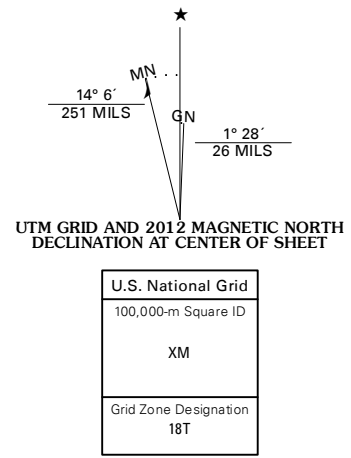 ★
MN
GN
14° 6´
251 MILS
1° 28´
26 MILS
UTM GRID AND 2012 MAGNETIC NORTH
DECLINATION AT CENTER OF SHEET
U.S. National Grid
100,000-m Square ID
XM
Grid Zone Designation
18T